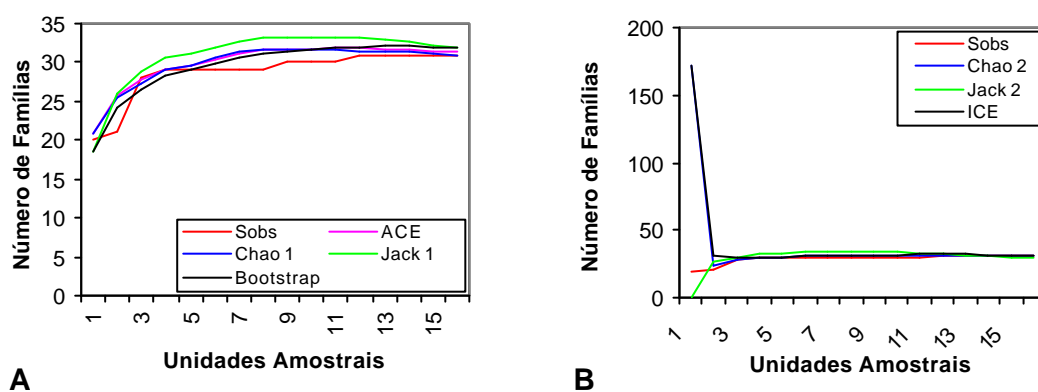 35
30
25
20
15
10
5
0
Número de Famílias
Sobs
ACE
Chao 1
Jack 1
Bootstrap
1
3
5
7
9
11
13
15
Unidades Amostrais
A
200
150
100
50
0
Número de Famílias
Sobs
Chao 2
Jack 2
ICE
1
3
5
7
9
11
13
15
Unidades Amostrais
B